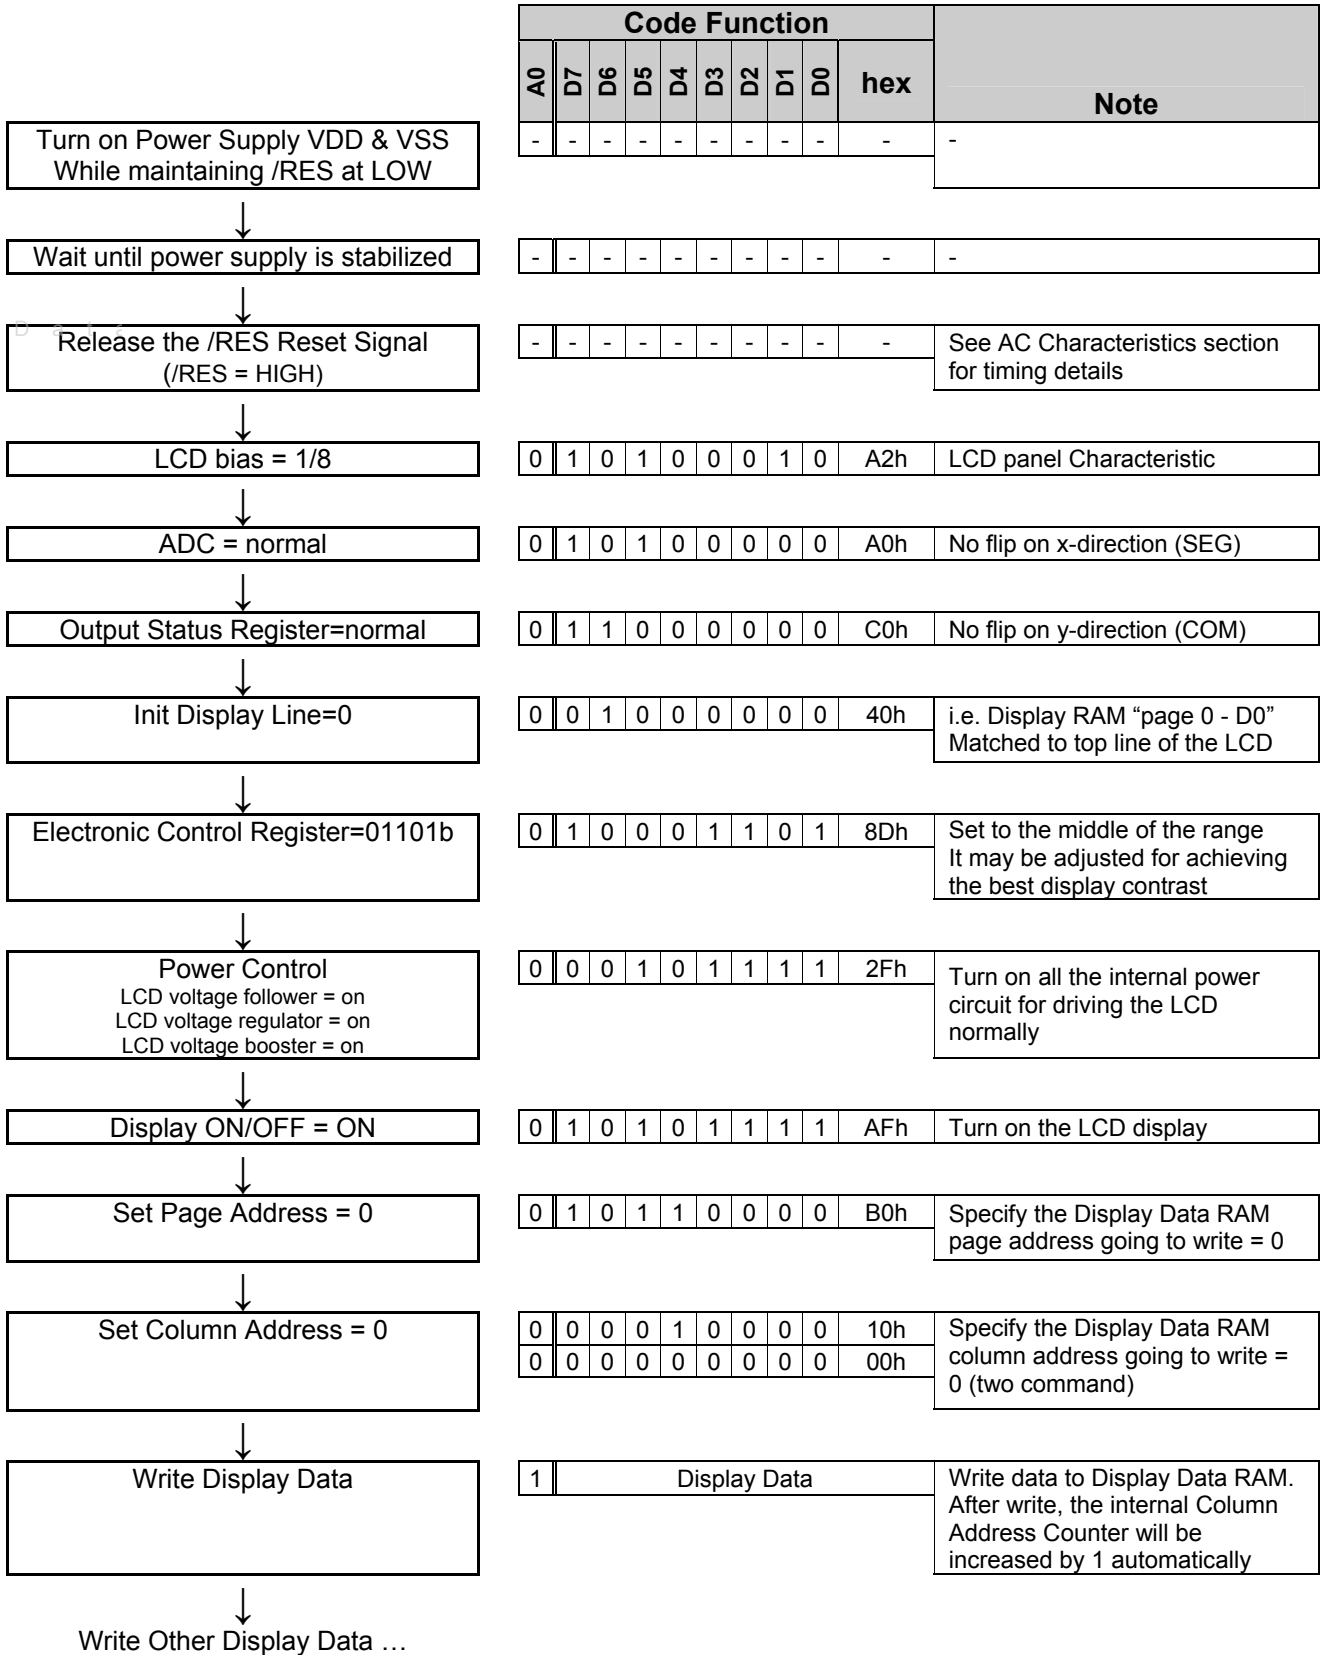 Code Function
A0 D7 D6 D5 D4 D3 D2 D1 D0 hex Note
Turn on Power Supply VDD & VSS
While maintaining /RES at LOW
- - - - - - - - - - -
↓
Wait until power supply is stabilized
- - - - - - - - - - -
↓
Release the /RES Reset Signal
(/RES = HIGH)
- - - - - - - - - -
See AC Characteristics section
for timing details
↓
LCD bias = 1/8
0 1 0 1 0 0 0 1 0 A2h LCD panel Characteristic
↓
ADC = normal
0 1 0 1 0 0 0 0 0 A0h No flip on x-direction (SEG)
↓
Output Status Register=normal
0 1 1 0 0 0 0 0 0 C0h No flip on y-direction (COM)
↓
Init Display Line=0
0 0 1 0 0 0 0 0 0 40h
i.e. Display RAM “page 0 - D0”
Matched to top line of the LCD
↓
Electronic Control Register=01101b
0 1 0 0 0 1 1 0 1 8Dh
Set to the middle of the range
It may be adjusted for achieving
the best display contrast
↓
Power Control
LCD voltage follower = on
LCD voltage regulator = on
LCD voltage booster = on
0 0 0 1 0 1 1 1 1 2Fh
Turn on all the internal power
circuit for driving the LCD
normally
↓
Display ON/OFF = ON
0 1 0 1 0 1 1 1 1 AFh Turn on the LCD display
↓
Set Page Address = 0
0 1 0 1 1 0 0 0 0 B0h
Specify the Display Data RAM
page address going to write = 0
↓
Set Column Address = 0
0 0 0 0 1 0 0 0 0 10h
0 0 0 0 0 0 0 0 0 00h
Specify the Display Data RAM
column address going to write =
0 (two command)
↓
Write Display Data
1 Display Data
Write data to Display Data RAM.
After write, the internal Column
Address Counter will be
increased by 1 automatically
↓
Write Other Display Data …